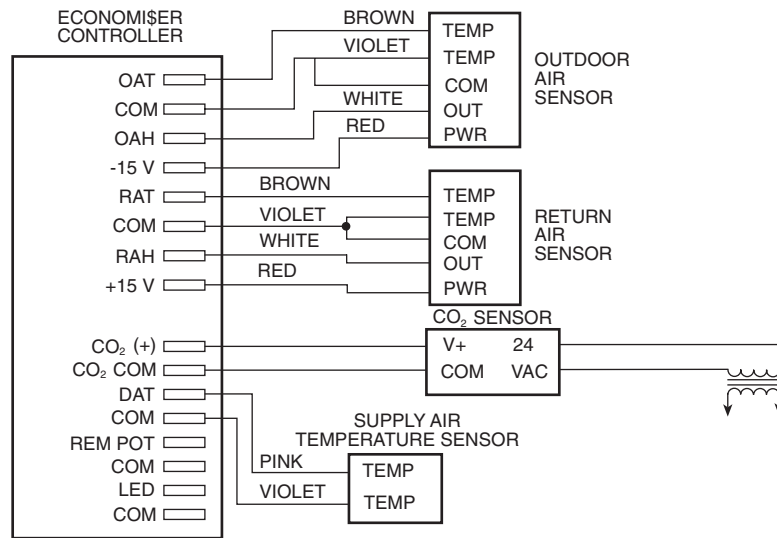 ECONOMI$ER
CONTROLLER
OAT
COM
OAH
-15 V
RAT
COM
RAH
+15 V
CO₂ (+)
CO₂ COM
DAT
COM
REM POT
COM
LED
COM
BROWN
VIOLET
WHITE
RED
TEMP
TEMP
COM
OUT
PWR
OUTDOOR
AIR
SENSOR
BROWN
VIOLET
WHITE
RED
TEMP
TEMP
COM
OUT
PWR
RETURN
AIR
SENSOR
CO₂ SENSOR
V+ 24
COM VAC
SUPPLY AIR
TEMPERATURE SENSOR
PINK
VIOLET
TEMP
TEMP